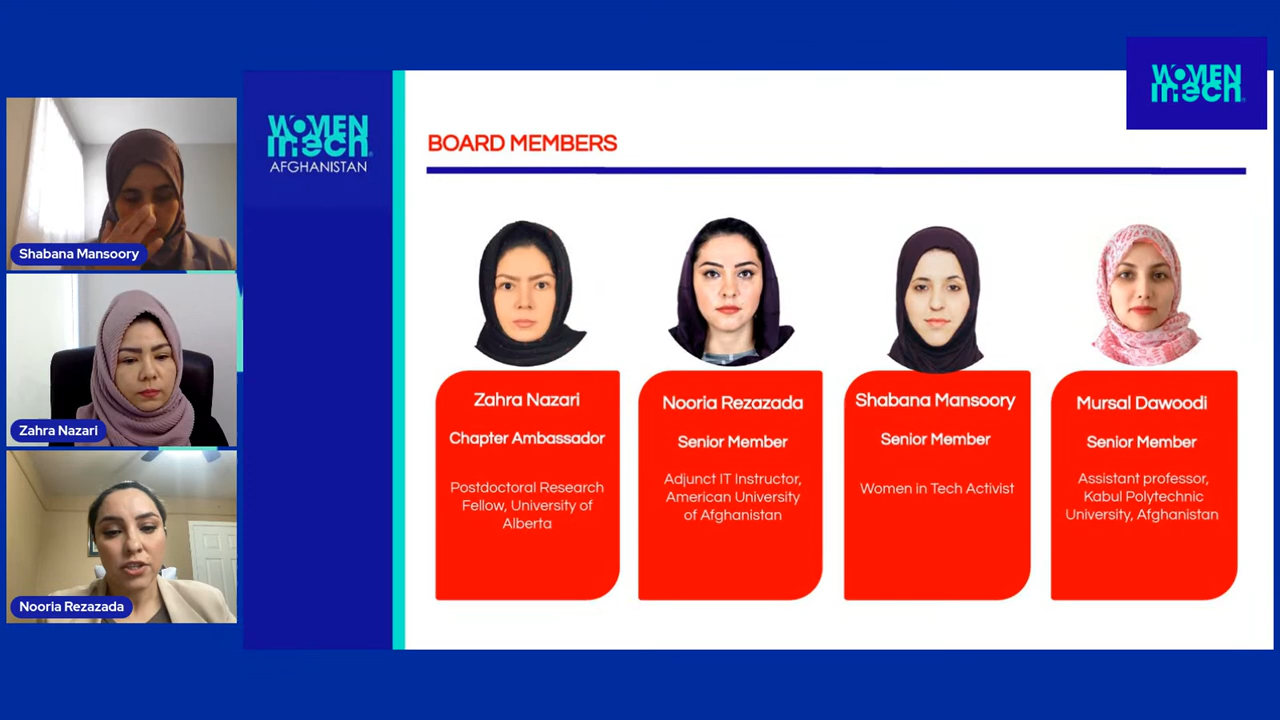 WOMEN
In Tech
WOMEN
In Tech
AFGHANISTAN
BOARD MEMBERS
Shabana Mansoory
Zahra Nazari
Nooria Rezazada
Zahra Nazari
Chapter Ambassador
Postdoctoral Research
Fellow, University of
Alberta
Nooria Rezazada
Senior Member
Adjunct IT Instructor,
American University
of Afghanistan
Shabana Mansoory
Senior Member
Women in Tech Activist
Mursal Dawoodi
Senior Member
Assistant professor,
Kabul Polytechnic
University, Afghanistan